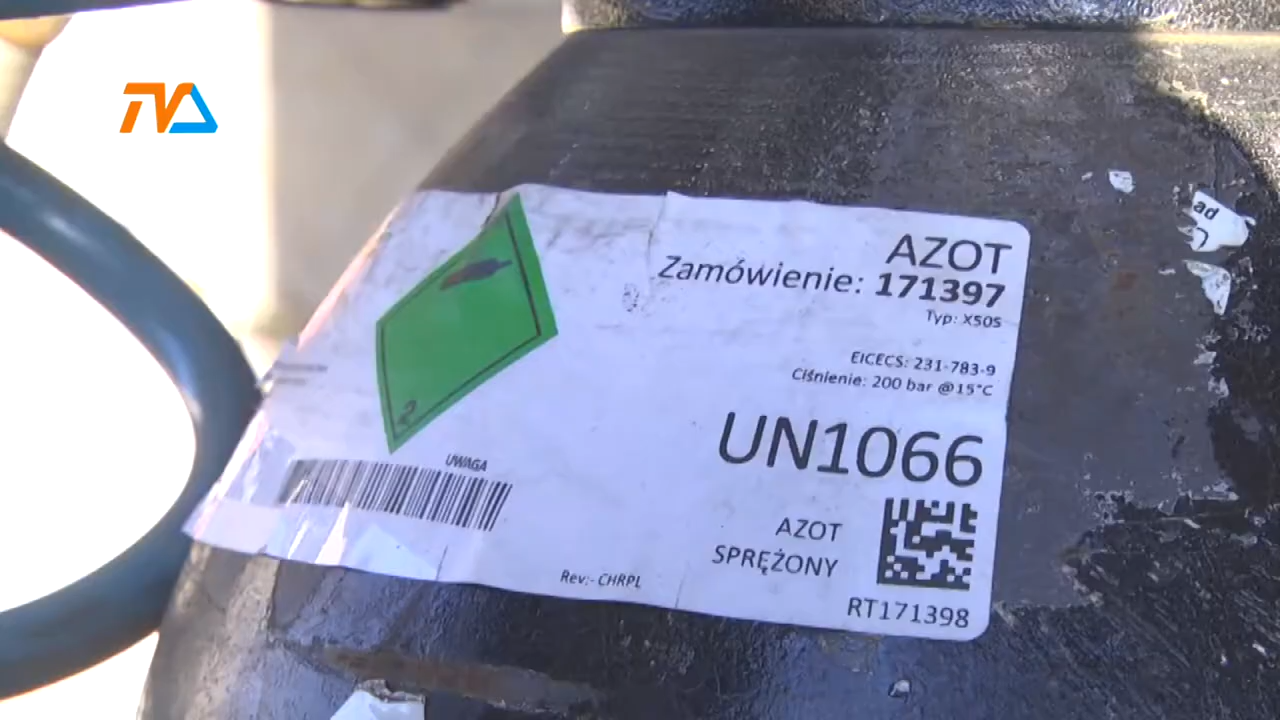 TVA
ad
AZOT
Zamówienie: 171397
Typ: X50S
EICECS: 231-783-9
Ciśnienie: 200 bar @15°C
UN1066
2
UWAGA
AZOT
SPRĘŻONY
Rev:- CHRPL
RT171398